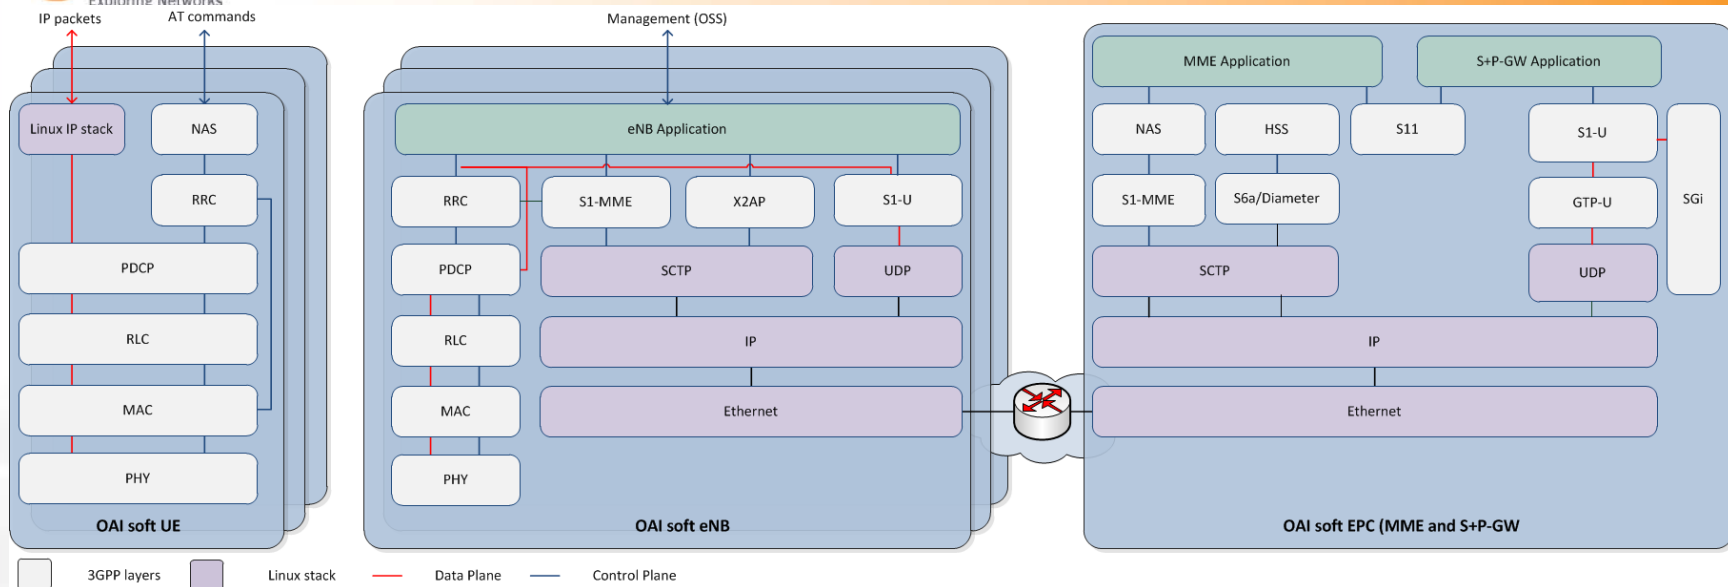 Exploring Networks
IP packets
AT commands
Management (OSS)
Linux IP stack
NAS
RRC
PDCP
RLC
MAC
PHY
OAI soft UE
eNB Application
RRC
S1-MME
X2AP
S1-U
PDCP
SCTP
UDP
RLC
IP
MAC
Ethernet
PHY
OAI soft eNB
MME Application
S+P-GW Application
NAS
HSS
S11
S1-U
S1-MME
S6a/Diameter
GTP-U
SGi
SCTP
UDP
IP
Ethernet
OAI soft EPC (MME and S+P-GW
3GPP layers
Linux stack
Data Plane
Control Plane